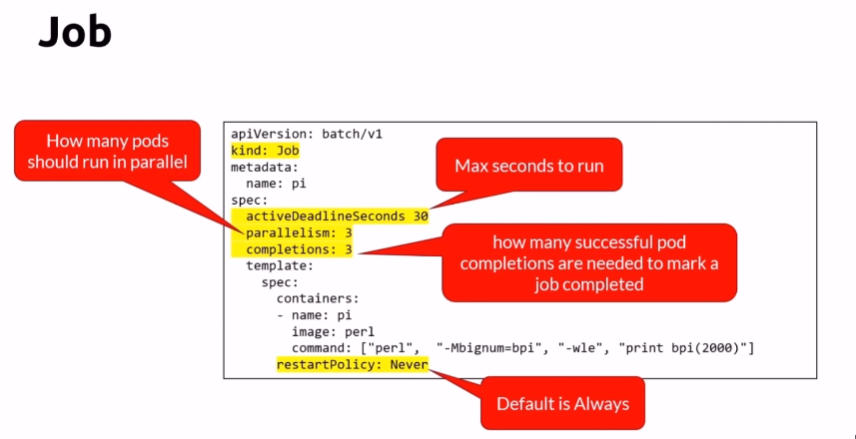 Job
How many pods
should run in parallel
apiVersion: batch/v1
kind: Job
metadata:
name: pi
spec:
activeDeadlineSeconds 30
parallelism: 3
completions: 3
template:
spec:
containers:
- name: pi
image: perl
command: ["perl", "-Mbignum=bpi", "-wle", "print bpi(2000)"]
restartPolicy: Never
Max seconds to run
how many successful pod
completions are needed to mark a
job completed
Default is Always